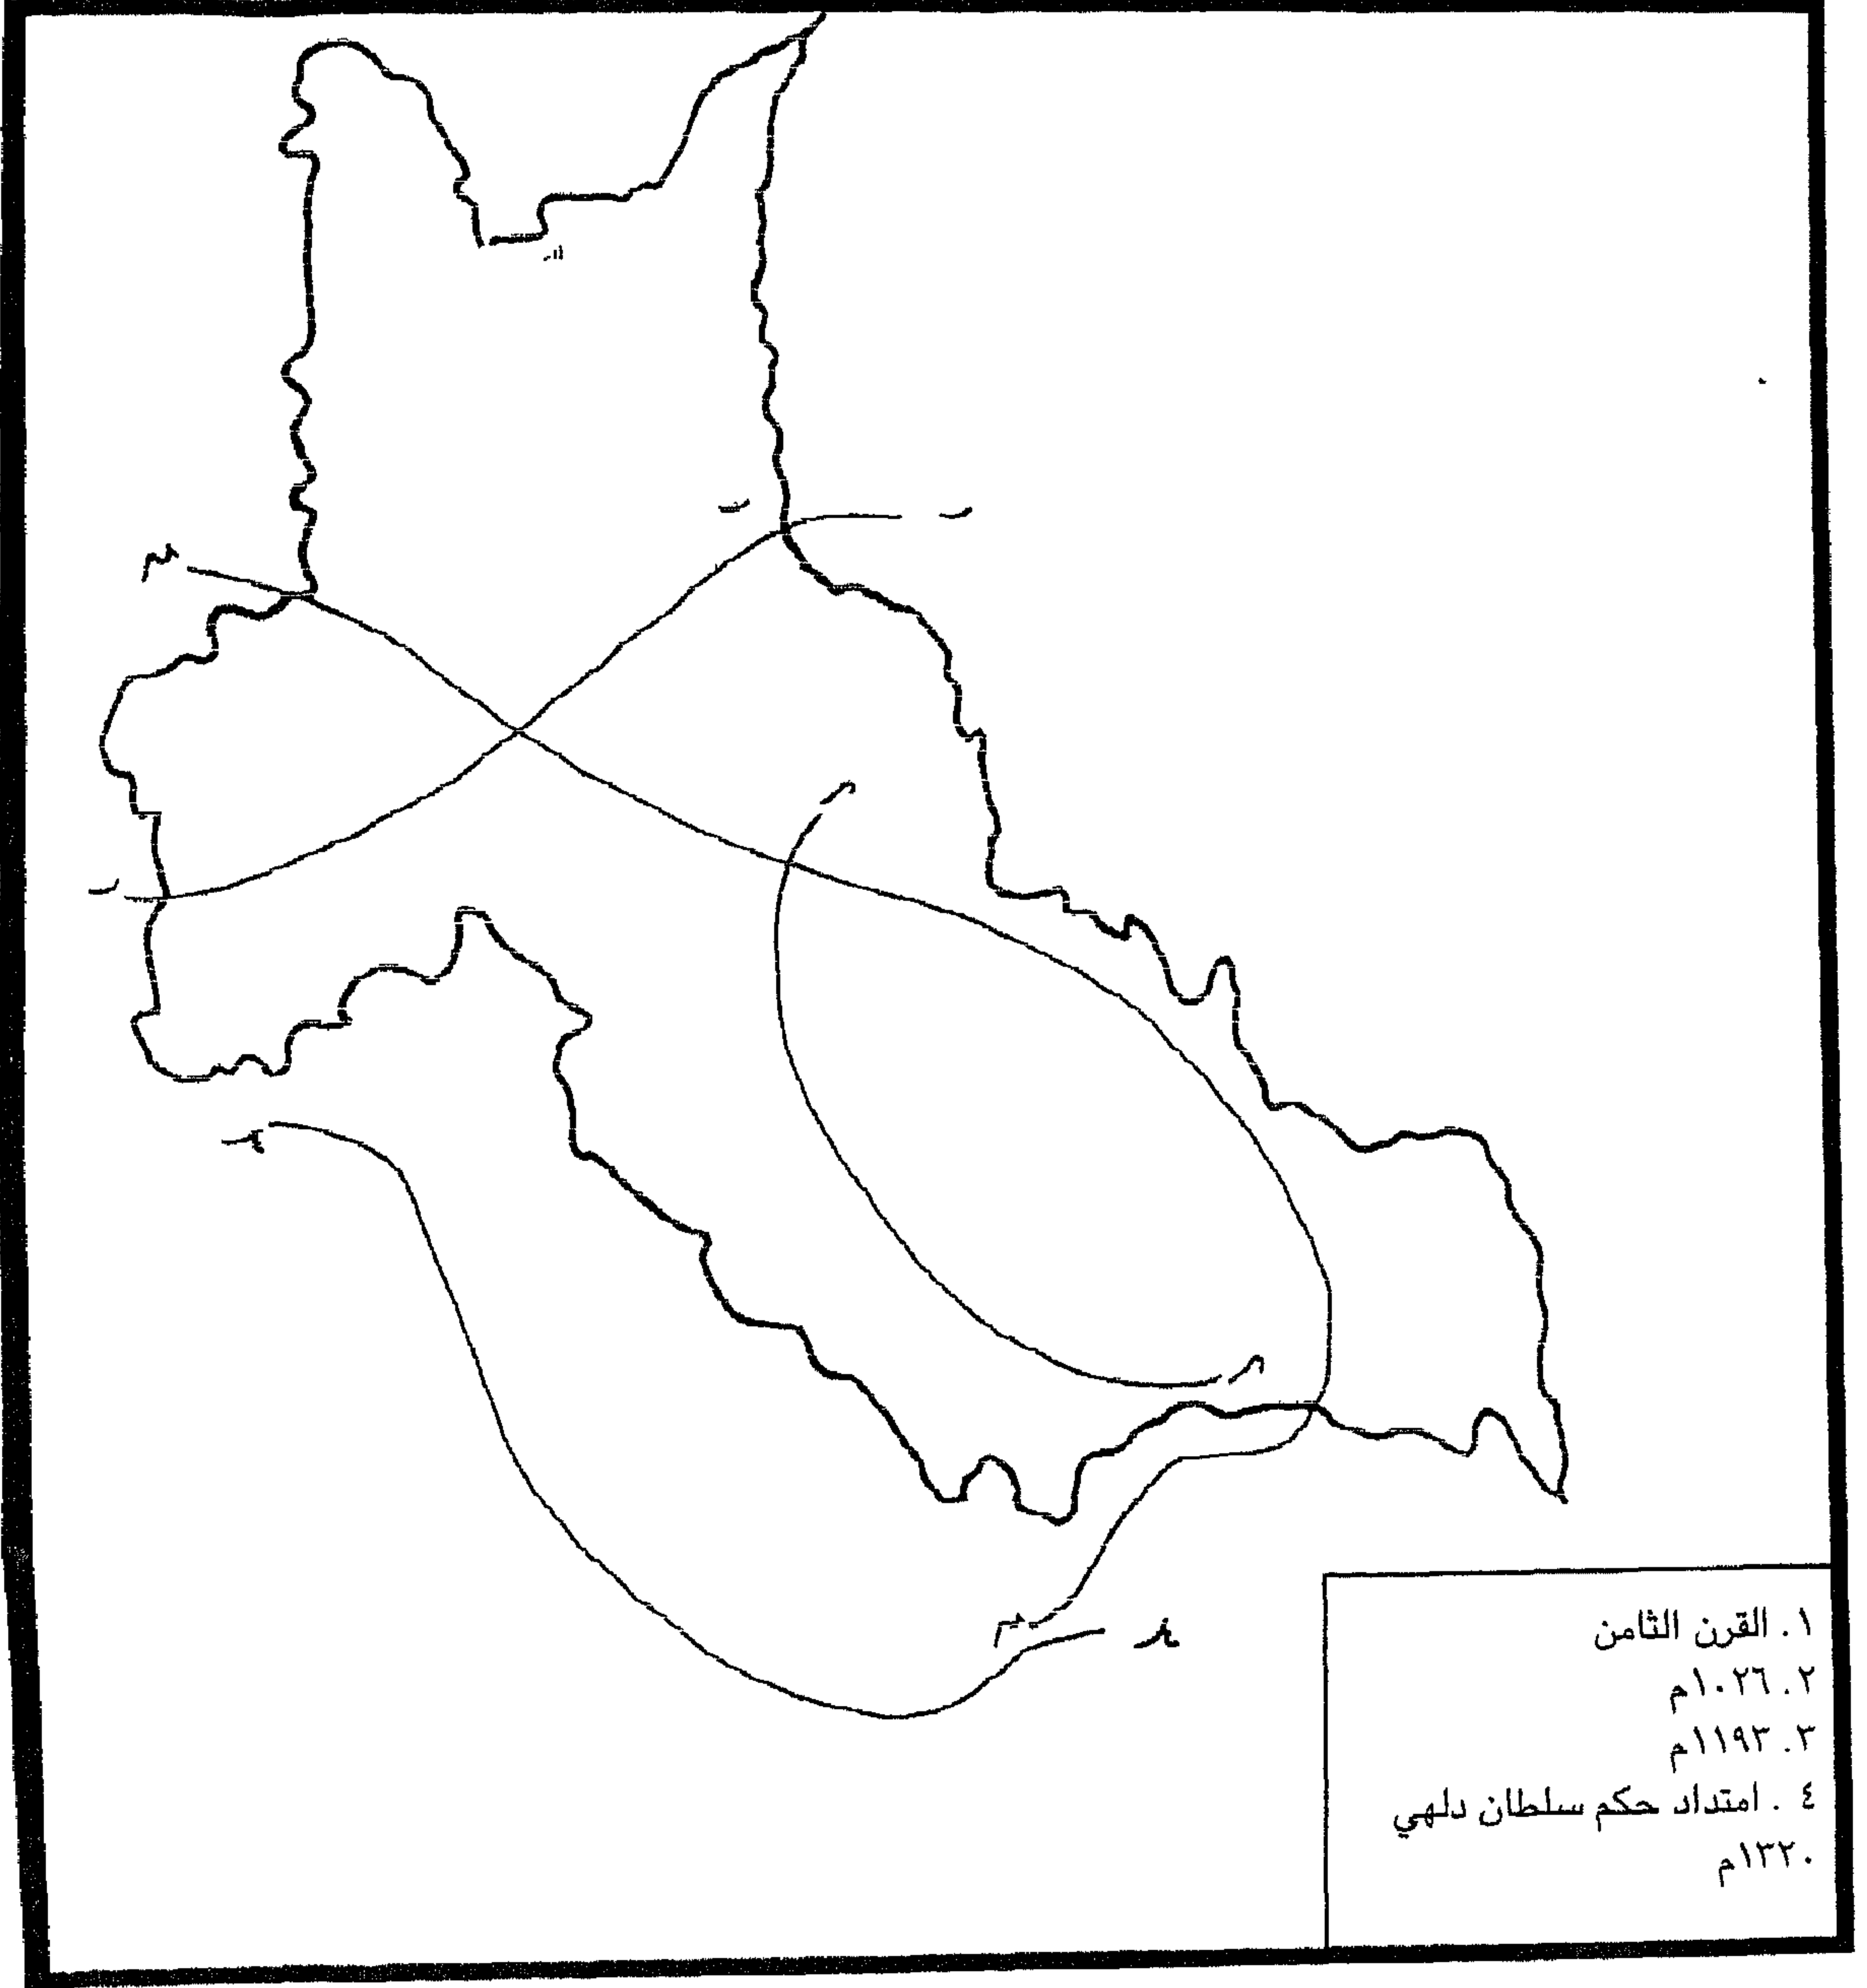 ١. القرن الثامن
٢. ١٠٢٦م
٣. ١١٩٣م
٤. امتداد حكم سلطان دلهي
١٣٢٠م